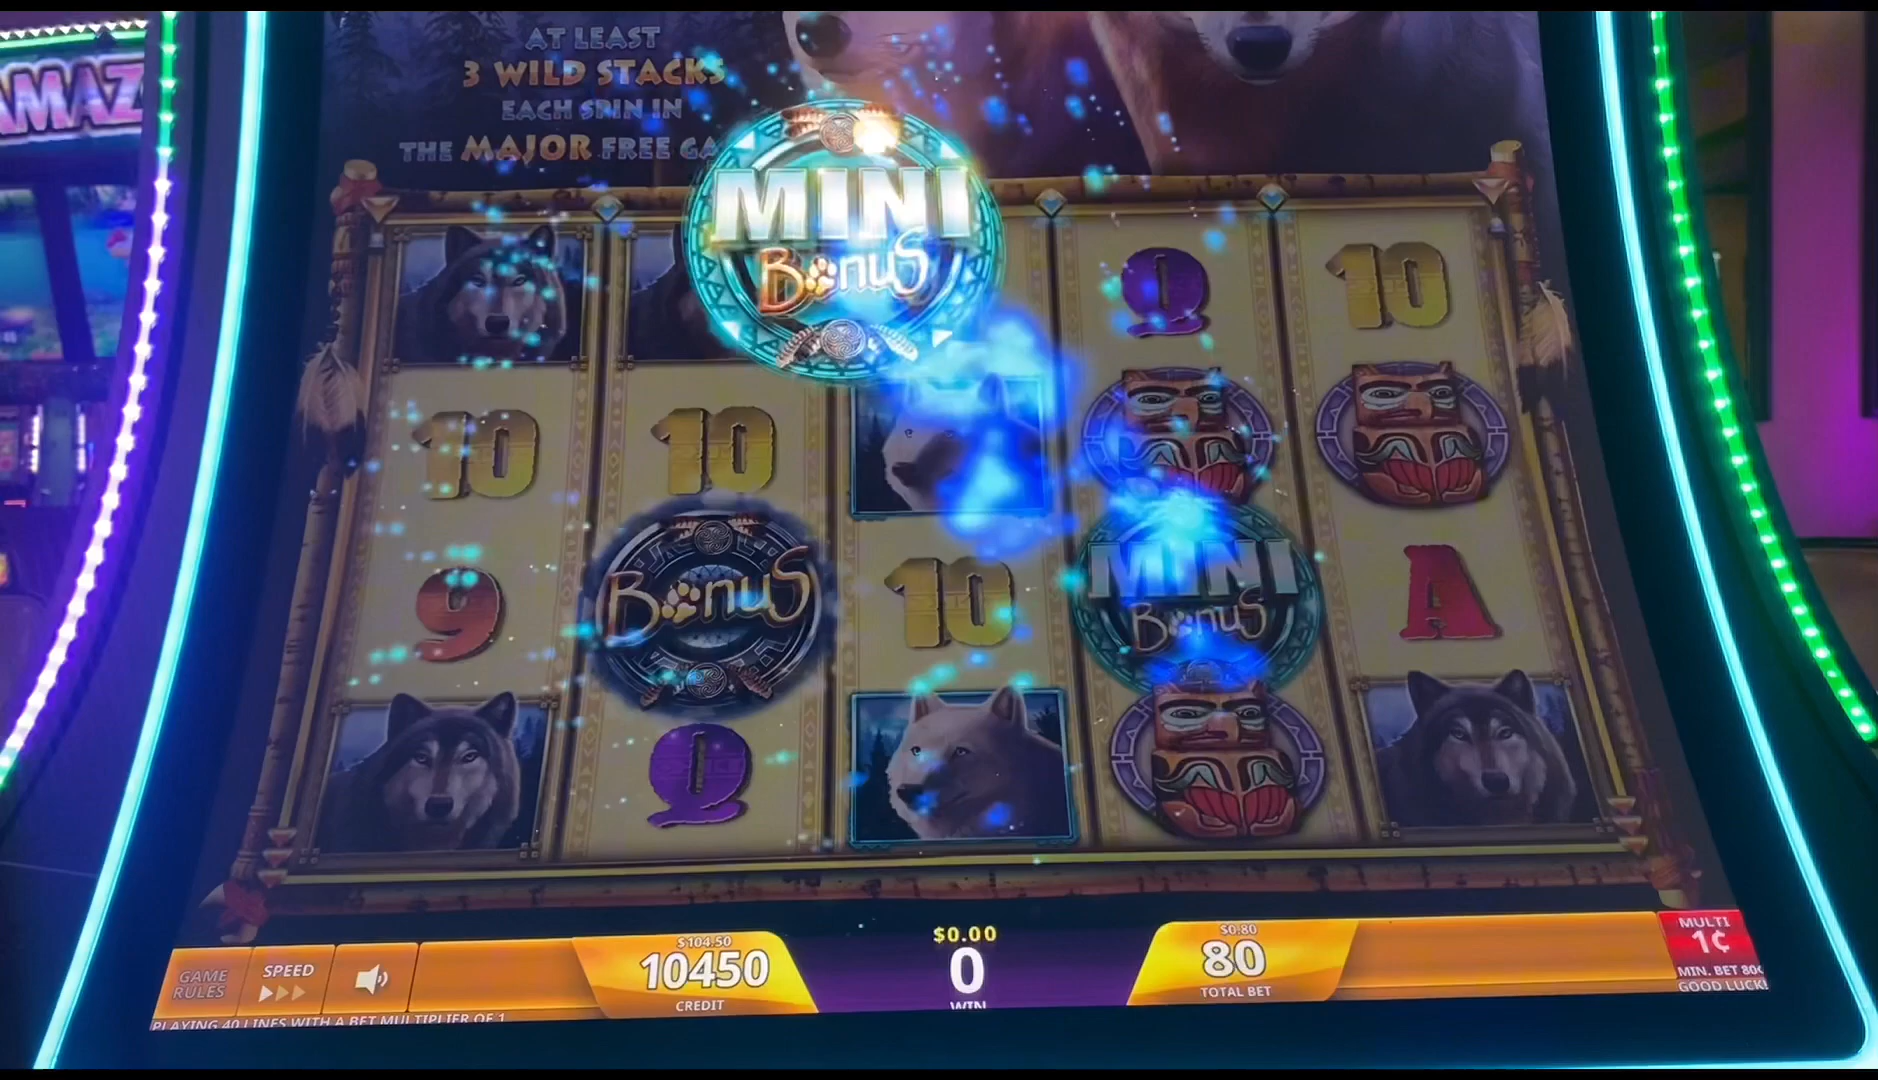 AMAZ
AT LEAST
3 WILD STACKS
EACH SPIN IN
THE MAJOR FREE GA
MINI
BONUS
Q
10
10
10
9
BONUS
10
MINI
BONUS
A
Q
GAME
RULES
SPEED
$104.50
10450
CREDIT
$0.00
0
WIN
$0.80
80
TOTAL BET
MULTI
1¢
MIN. BET 80¢
GOOD LUCK!
PLAYING 40 LINES WITH A BET MULTIPLIER OF 1